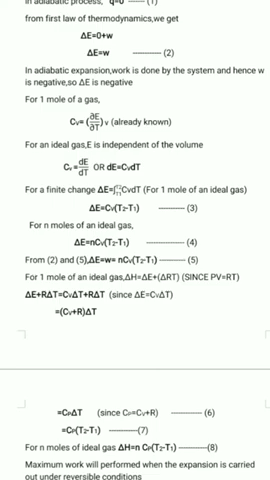 in adiabatic process, q=0 ------ (1)
from first law of thermodynamics,we get
ΔE=0+w
ΔE=w ---------- (2)
In adiabatic expansion,work is done by the system and hence w
is negative,so ΔE is negative
For 1 mole of a gas,
Cv= (∂E/∂T) v (already known)
For an ideal gas,E is independent of the volume
Cv=dE/dT OR dE=CvdT
For a finite change ΔE=∫T2T1CvdT (For 1 mole of an ideal gas)
ΔE=Cv(T2-T1) --------- (3)
For n moles of an ideal gas,
ΔE=nCv(T2-T1) -------------- (4)
From (2) and (5),ΔE=w= nCv(T2-T1) --------- (5)
For 1 mole of an ideal gas,ΔH=ΔE+(ΔRT) (SINCE PV=RT)
ΔE+RΔT=CvΔT+RΔT (since ΔE=CvΔT)
=(Cv+R)ΔT
=CPΔT (since CP=Cv+R) ----------- (6)
=CP(T2-T1) ----------(7)
For n moles of ideal gas ΔH=n CP(T2-T1) ----------(8)
Maximum work will performed when the expansion is carried
out under reversible conditions